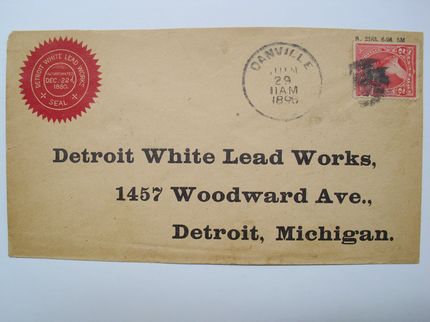 DETROIT WHITE LEAD WORKS
INCORPORATED
DEC. 22d,
1880.
SEAL
DANVILLE
JUN
29
11AM
1896
Detroit White Lead Works,
1457 Woodward Ave.,
Detroit, Michigan.